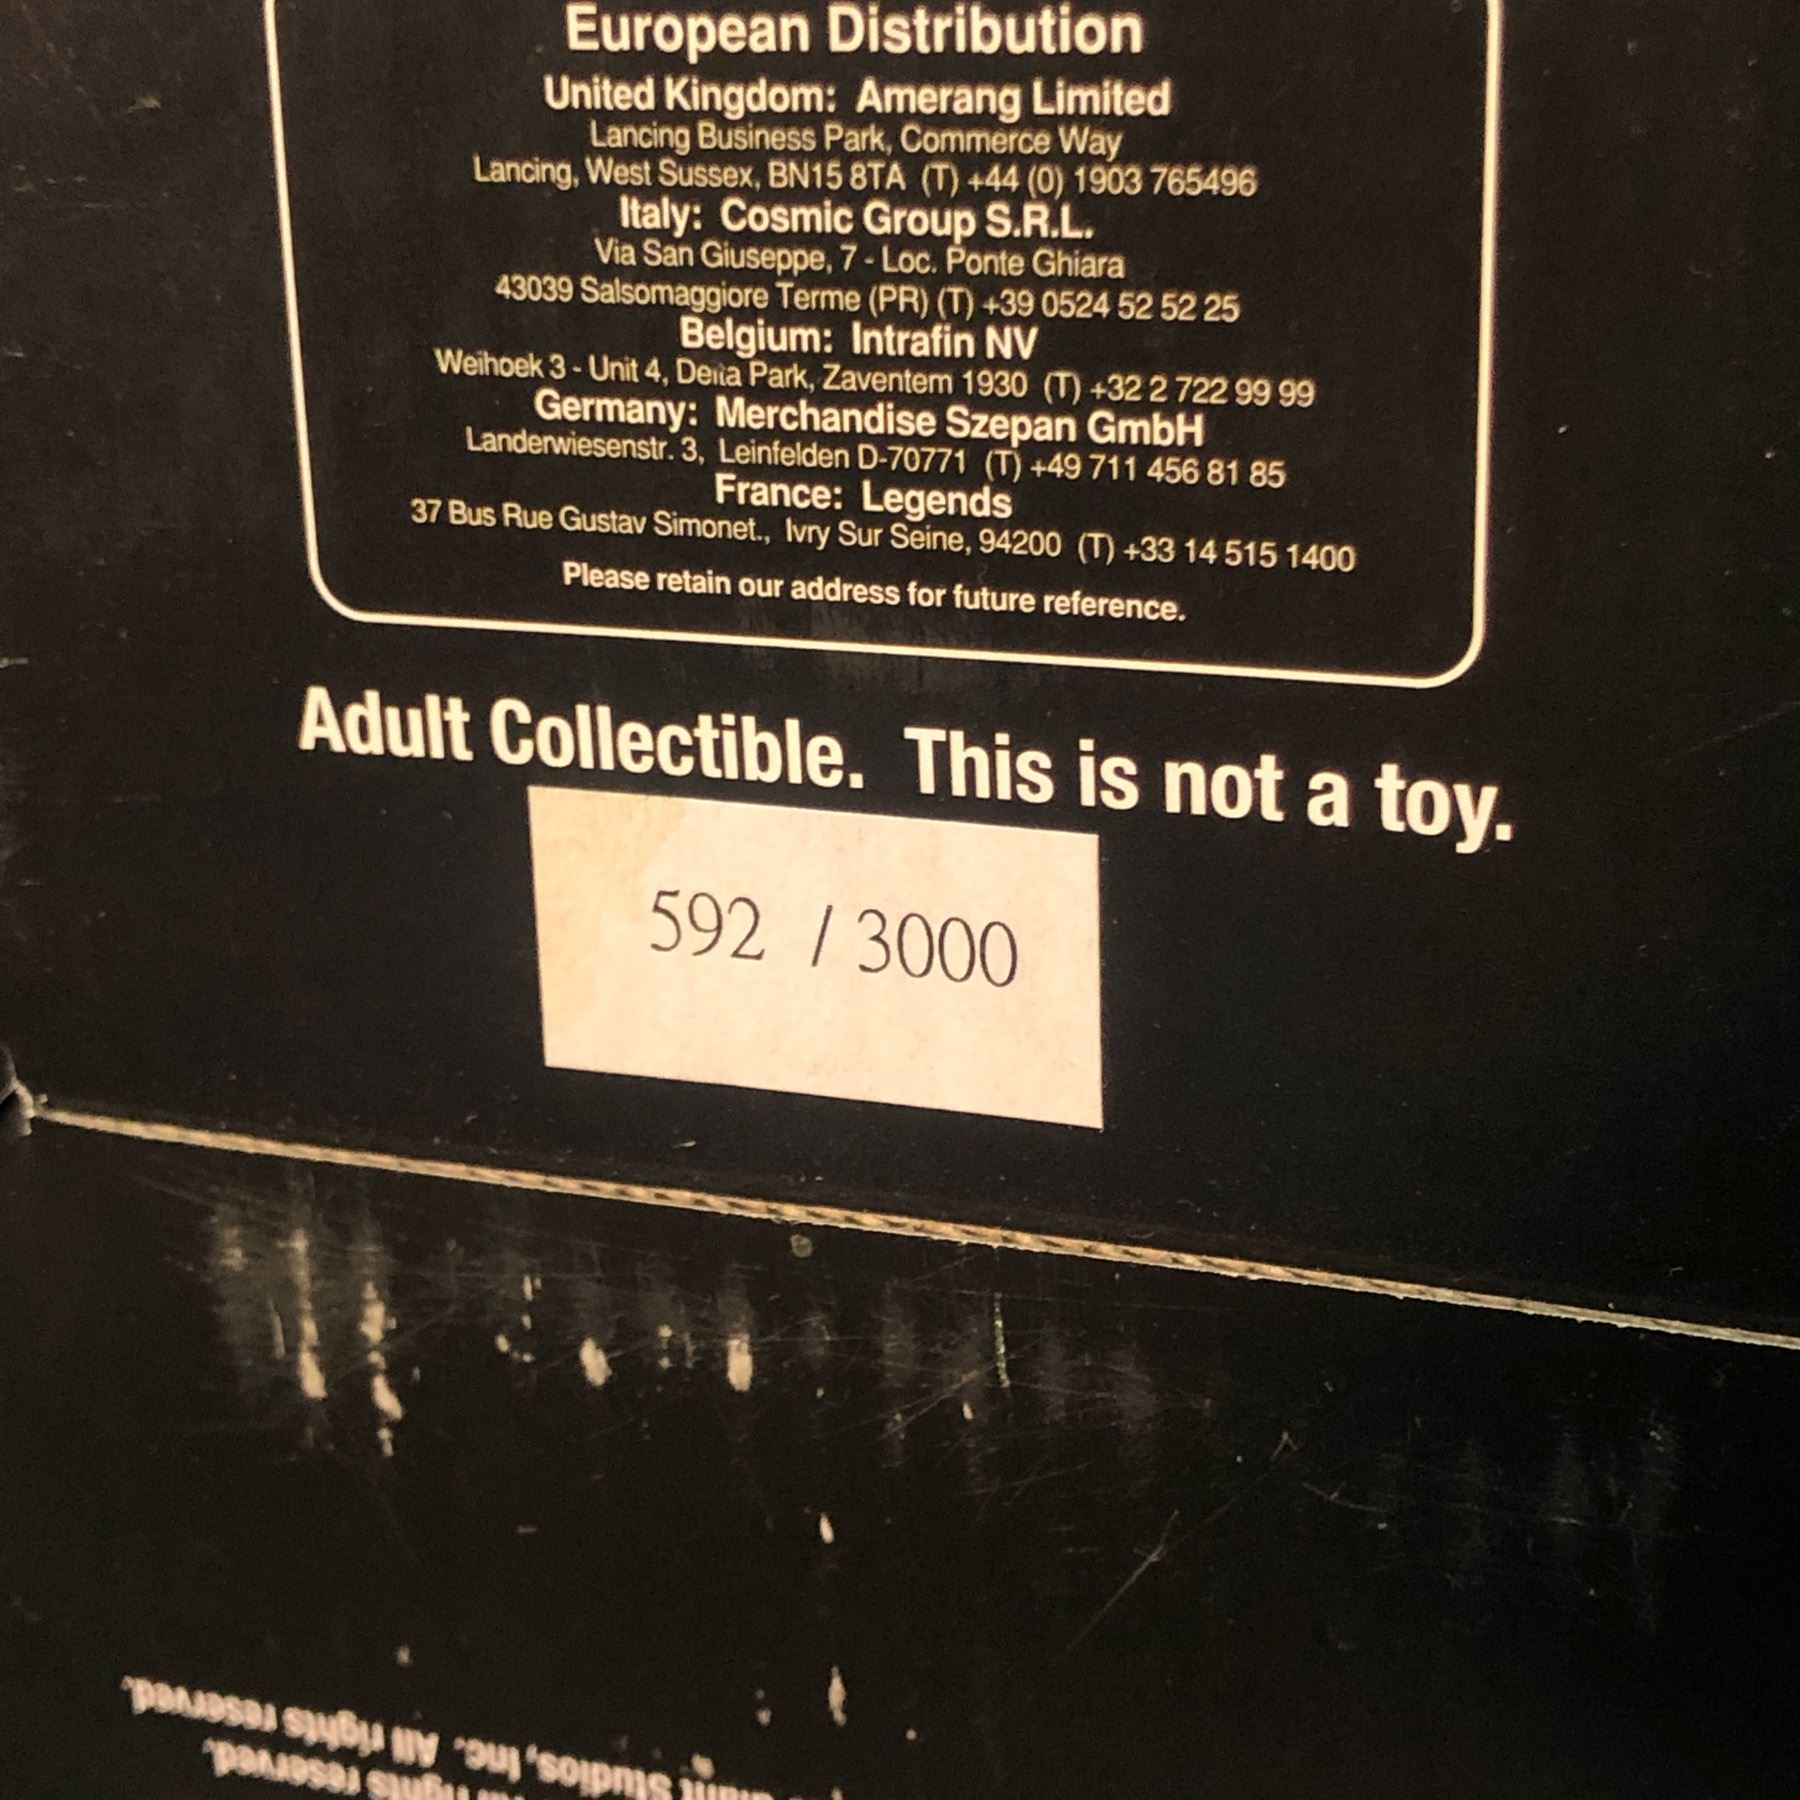 European Distribution
United Kingdom: Amerang Limited
Lancing Business Park, Commerce Way
Lancing, West Sussex, BN15 8TA (T) +44 (0) 1903 765496
Italy: Cosmic Group S.R.L.
Via San Giuseppe, 7 - Loc. Ponte Ghiara
43039 Salsomaggiore Terme (PR) (T) +39 0524 52 52 25
Belgium: Intrafin NV
Weihoek 3 - Unit 4, Delta Park, Zaventem 1930 (T) +32 2 722 99 99
Germany: Merchandise Szepan GmbH
Landerwiesenstr. 3, Leinfelden D-70771 (T) +49 711 456 81 85
France: Legends
37 Bus Rue Gustav Simonet., Ivry Sur Seine, 94200 (T) +33 14 515 1400
Please retain our address for future reference.
Adult Collectible. This is not a toy.
592 / 3000
rights reserved.
Studios, Inc. All rights reserved.